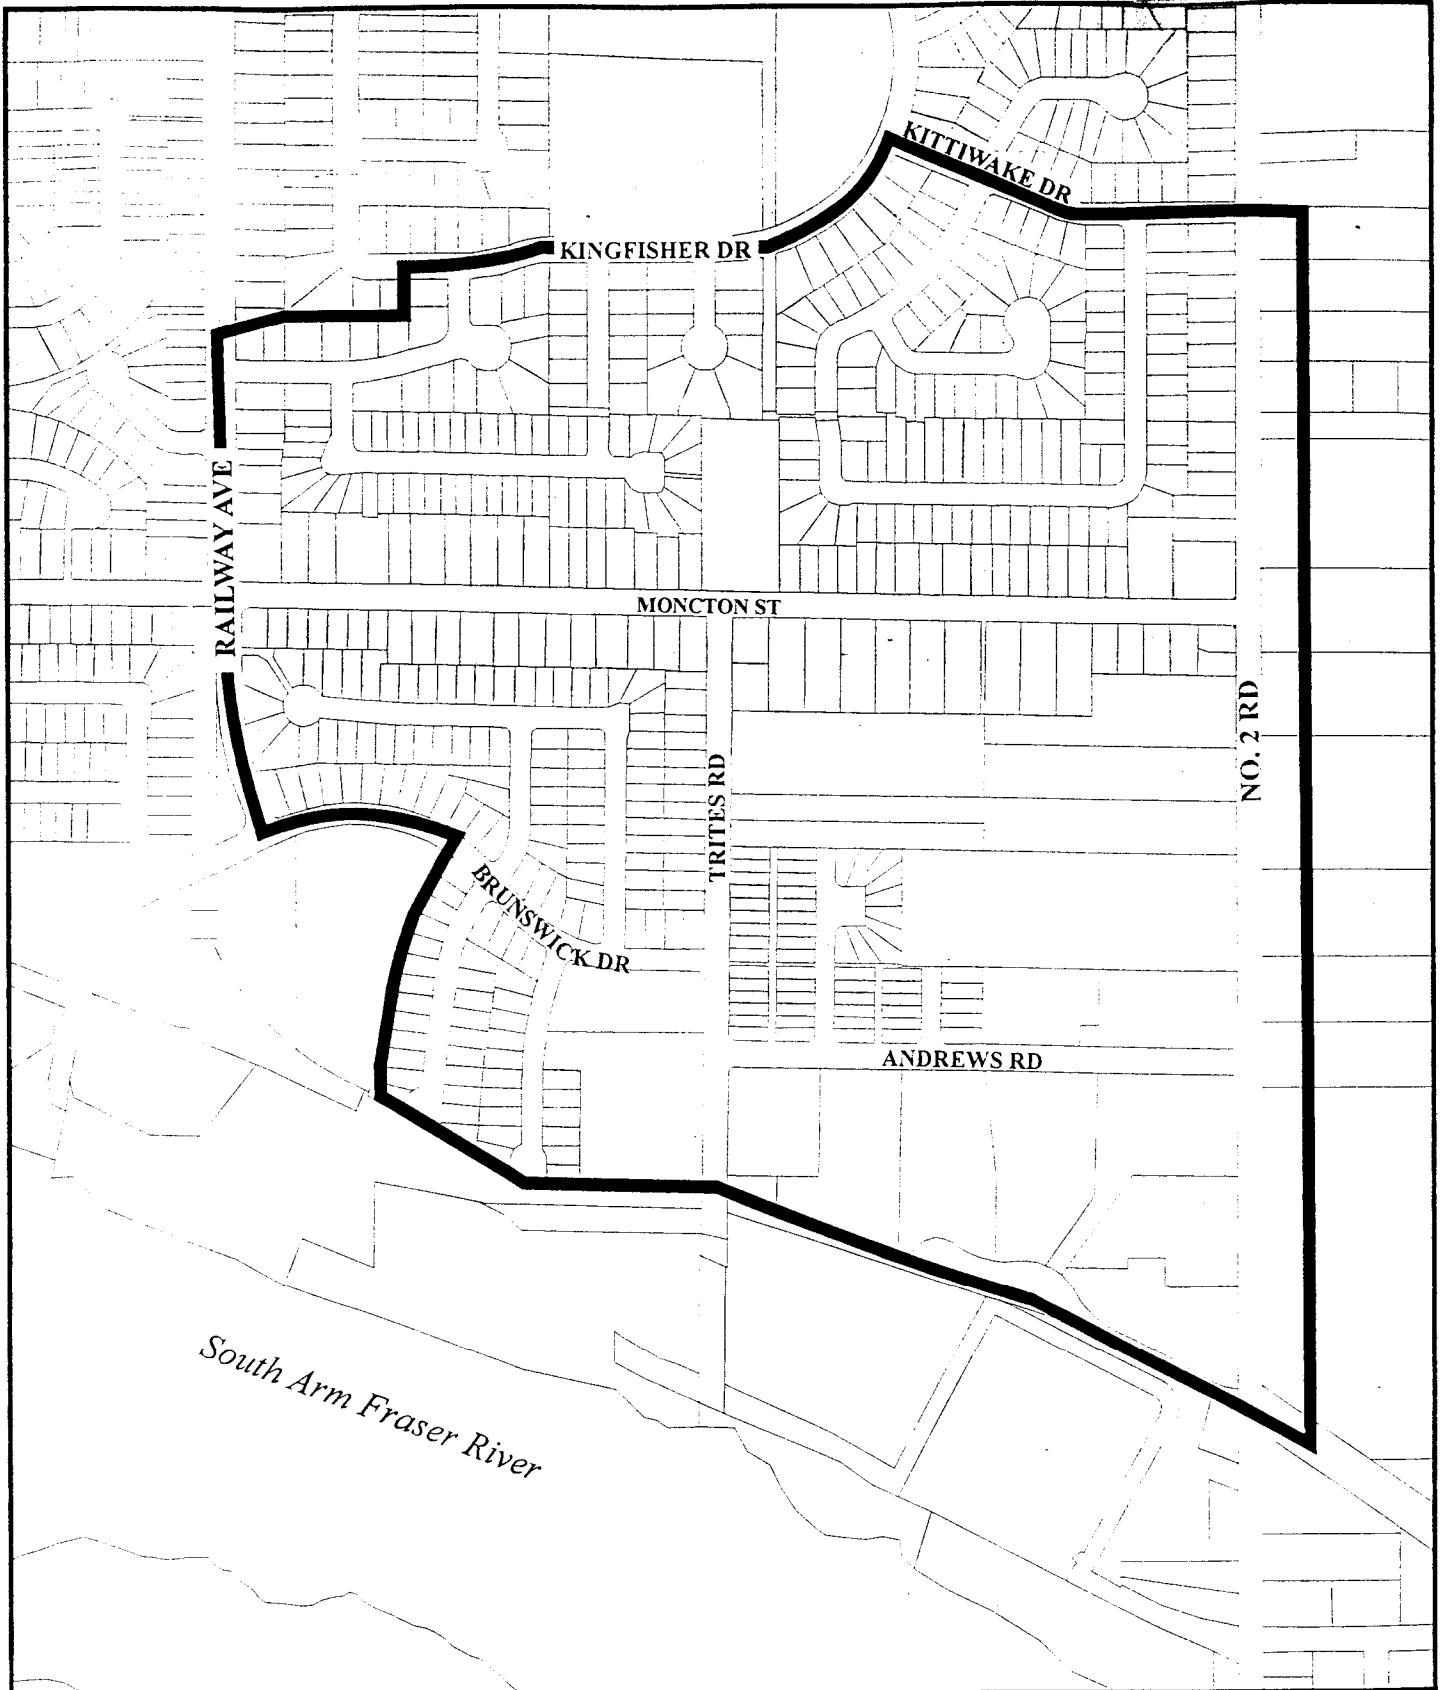 KITTIWAKE DR
KINGFISHER DR
RAILWAY AVE
MONCTON ST
NO. 2 RD
TRITES RD
BRUNSWICK DR
ANDREWS RD
South Arm Fraser River